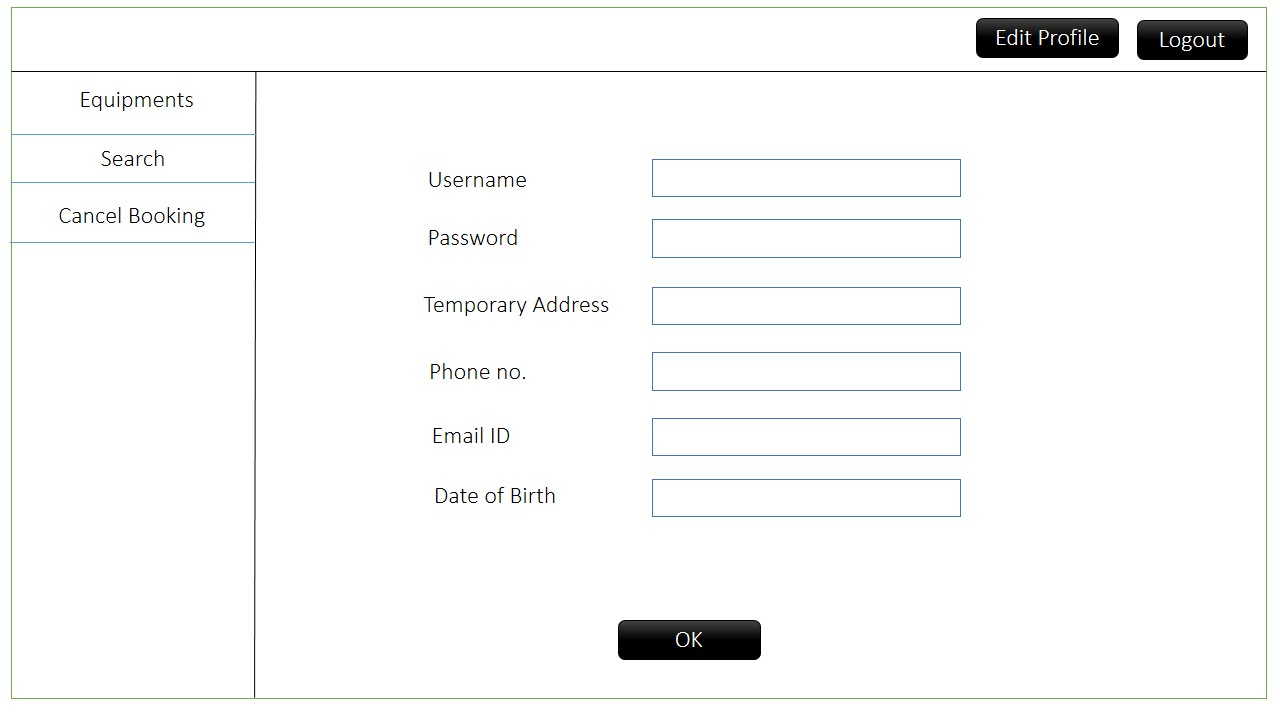 Edit Profile
Logout
Equipments
Search
Cancel Booking
Username
Password
Temporary Address
Phone no.
Email ID
Date of Birth
OK